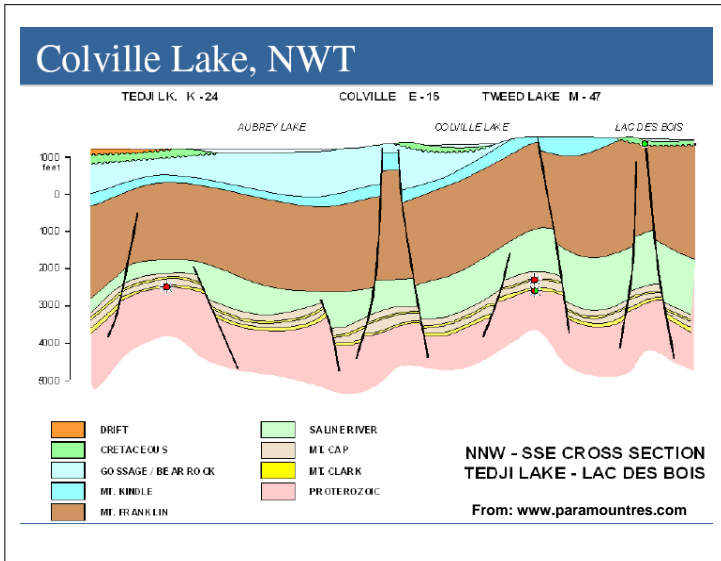 Colville Lake, NWT
TEDJI LK. K - 24 COLVILLE E - 15 TWEED LAKE M - 47
AUBREY LAKE COLVILLE LAKE LAC DES BOIS
1000
feet
0
1000
2000
3000
4000
5000
DRIFT
CRETACEOUS
GOSSAGE / BEAR ROCK
MT. KINDLE
MT. FRANKLIN
SALINE RIVER
MT. CAP
MT. CLARK
PROTEROZOIC
NNW - SSE CROSS SECTION
TEDJI LAKE - LAC DES BOIS
From: www.paramountres.com